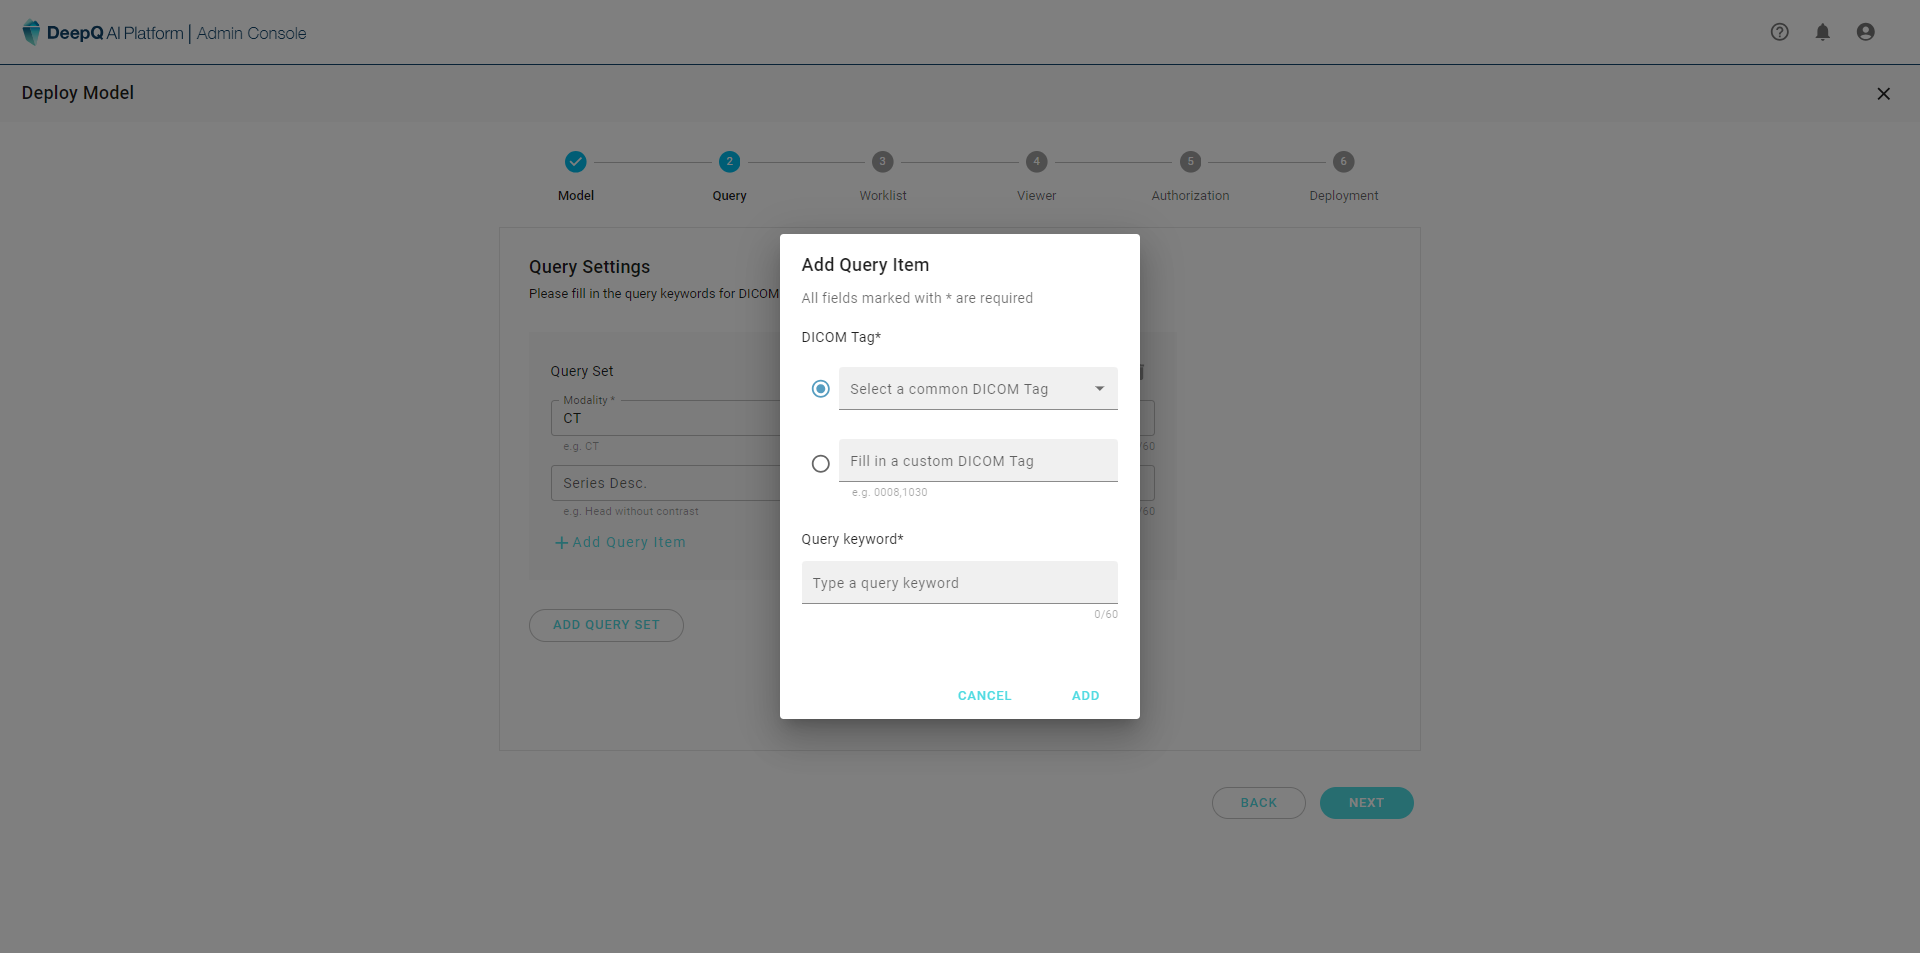 DeepQ AI Platform | Admin Console
Deploy Model
2 3 4 5 6
Model Query Worklist Viewer Authorization Deployment
Query Settings
Please fill in the query keywords for DICOM
Query Set
Modality *
CT
e.g. CT
/60
Series Desc.
e.g. Head without contrast
/60
Add Query Item
ADD QUERY SET
Add Query Item
All fields marked with * are required
DICOM Tag*
Select a common DICOM Tag
Fill in a custom DICOM Tag
e.g. 0008,1030
Query keyword*
Type a query keyword
0/60
CANCEL ADD
BACK NEXT